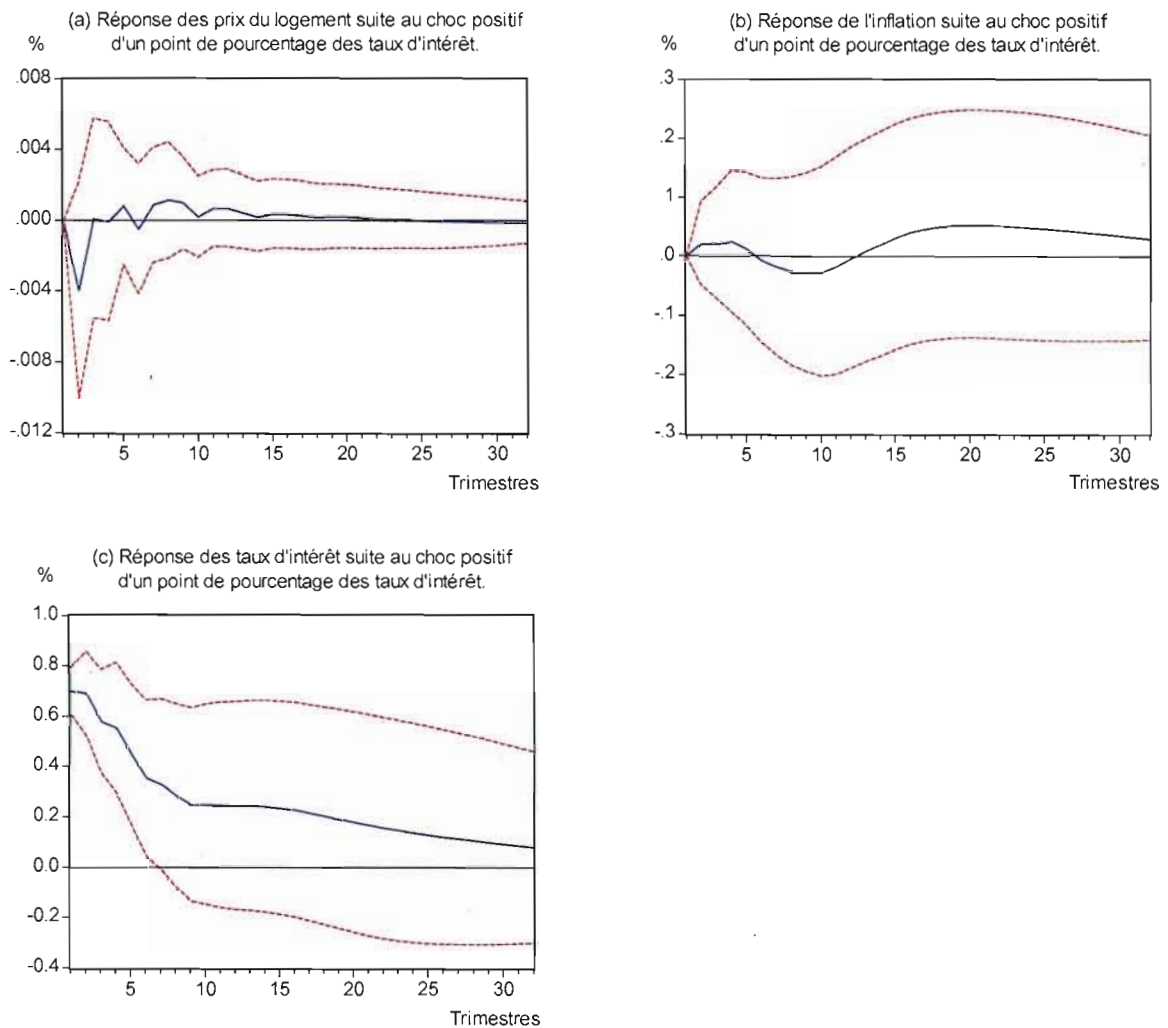 (a) Réponse des prix du logement suite au choc positif
d'un point de pourcentage des taux d'intérêt.
%
.008
.004
.000
-.004
-.008
-.012
5 10 15 20 25 30
Trimestres
(b) Réponse de l'inflation suite au choc positif
d'un point de pourcentage des taux d'intérêt.
%
.3
.2
.1
.0
-.1
-.2
-.3
5 10 15 20 25 30
Trimestres
(c) Réponse des taux d'intérêt suite au choc positif
d'un point de pourcentage des taux d'intérêt.
%
1.0
0.8
0.6
0.4
0.2
0.0
-0.2
-0.4
5 10 15 20 25 30
Trimestres